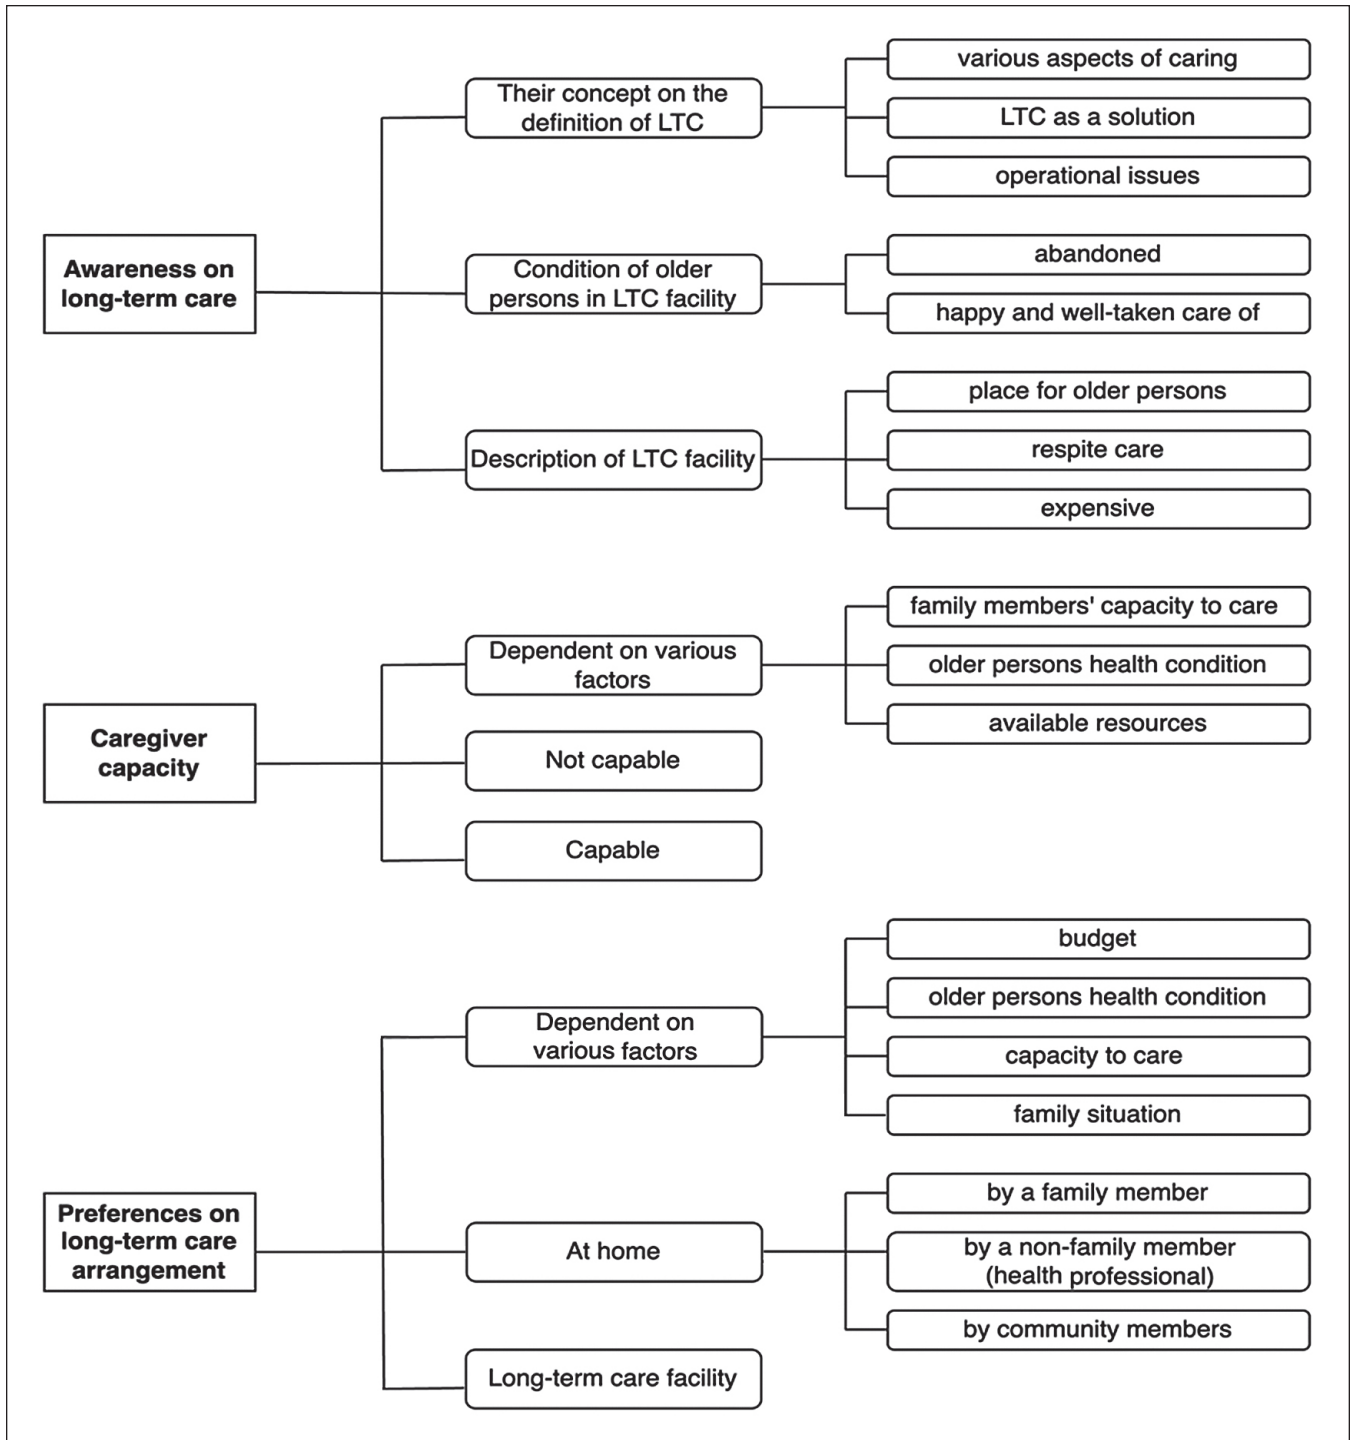 Awareness on
long-term care
Their concept on the
definition of LTC
various aspects of caring
LTC as a solution
operational issues
Condition of older
persons in LTC facility
abandoned
happy and well-taken care of
Description of LTC facility
place for older persons
respite care
expensive
Caregiver
capacity
Dependent on various
factors
family members' capacity to care
older persons health condition
available resources
Not capable
Capable
Preferences on
long-term care
arrangement
Dependent on
various factors
budget
older persons health condition
capacity to care
family situation
At home
by a family member
by a non-family member
(health professional)
by community members
Long-term care facility